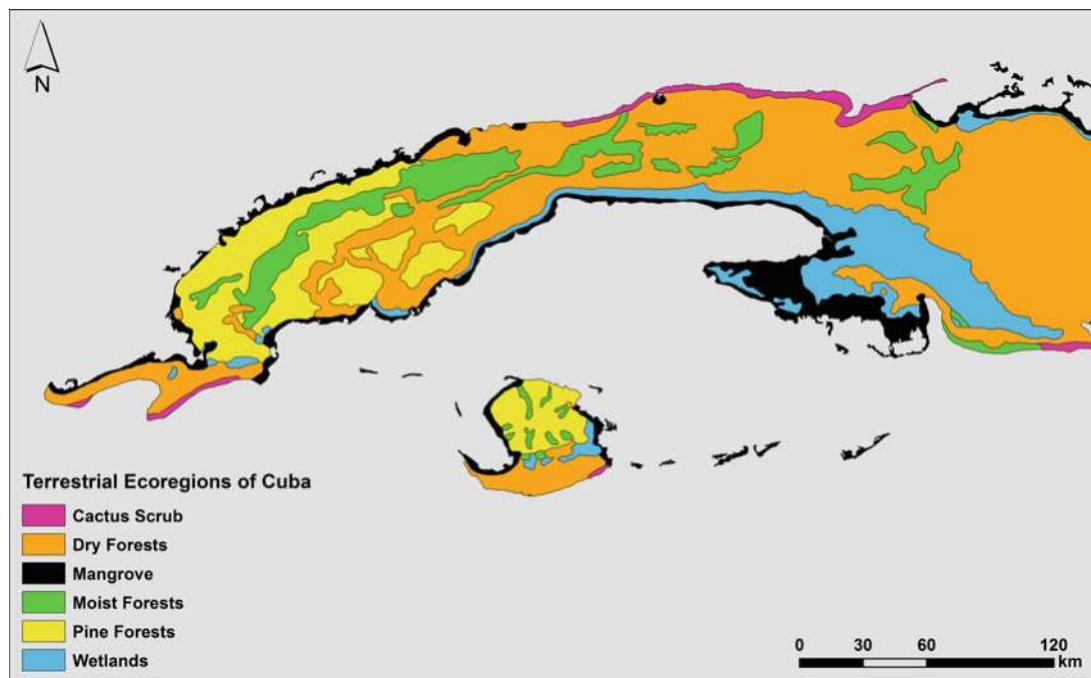 N
Terrestrial Ecoregions of Cuba
Cactus Scrub
Dry Forests
Mangrove
Moist Forests
Pine Forests
Wetlands
0 30 60 120
km